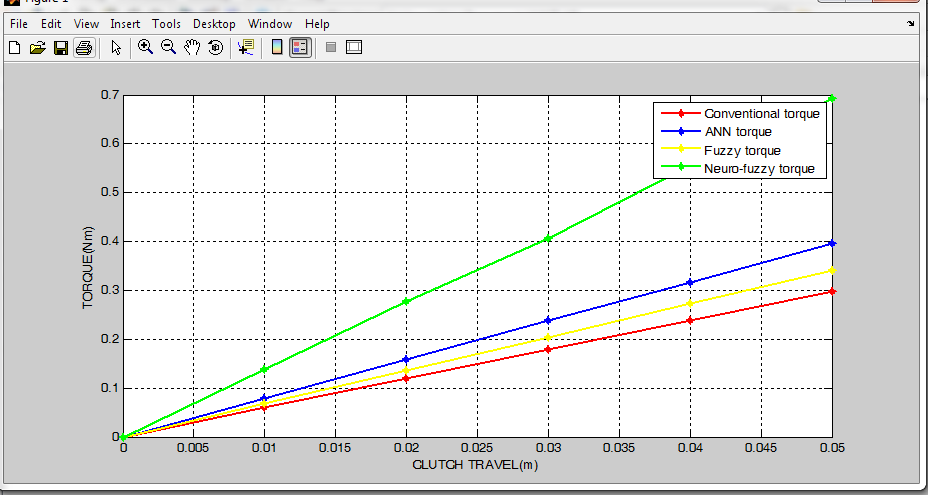 Figure 1
File Edit View Insert Tools Desktop Window Help
0.7
0.6
0.5
0.4
0.3
0.2
0.1
0
TORQUE(Nm)
Conventional torque
ANN torque
Fuzzy torque
Neuro-fuzzy torque
0 0.005 0.01 0.015 0.02 0.025 0.03 0.035 0.04 0.045 0.05
CLUTCH TRAVEL(m)